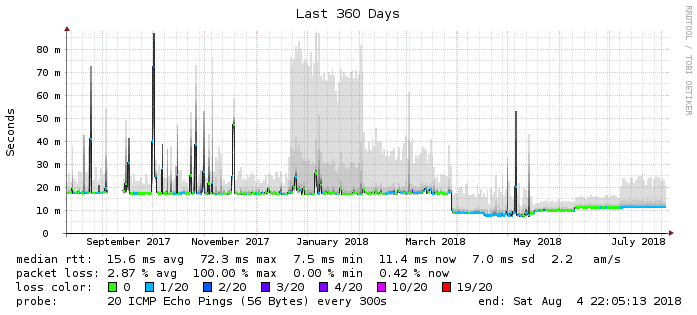 Last 360 Days
RRDTOOL / TOBI OETIKER
Seconds
80 m
70 m
60 m
50 m
40 m
30 m
20 m
10 m
0
September 2017 November 2017 January 2018 March 2018 May 2018 July 2018
median rtt: 15.6 ms avg 72.3 ms max 7.5 ms min 11.4 ms now 7.0 ms sd 2.2 am/s
packet loss: 2.87 % avg 100.00 % max 0.00 % min 0.42 % now
loss color: 0 1/20 2/20 3/20 4/20 10/20 19/20
probe: 20 ICMP Echo Pings (56 Bytes) every 300s end: Sat Aug 4 22:05:13 2018